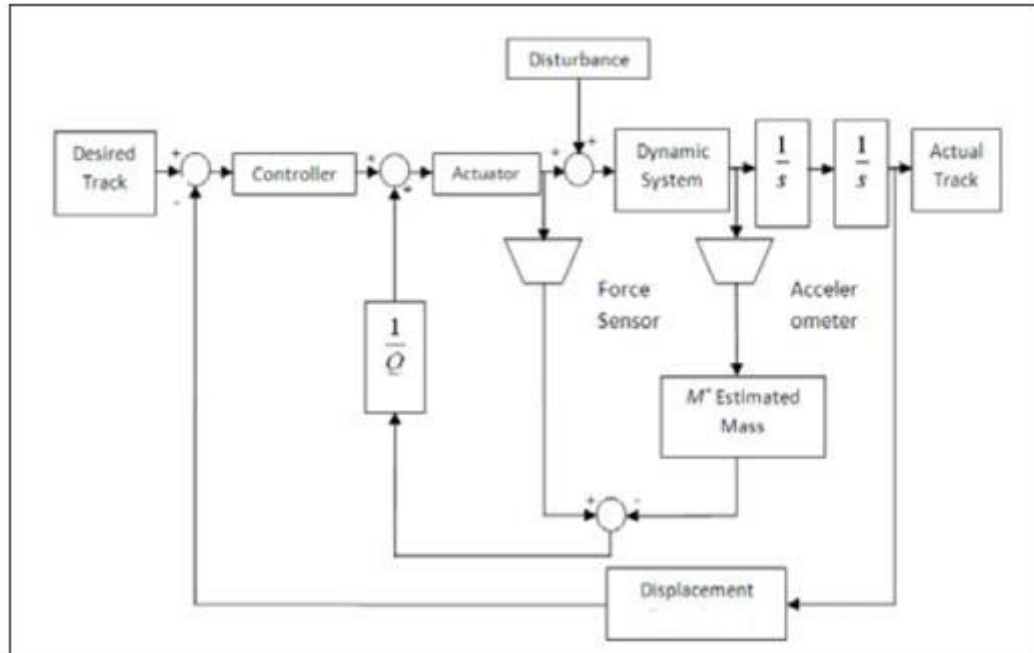 Disturbance
Desired
Track
+
-
Controller
+
+
Actuator
+
+
Dynamic
System
1
s
1
s
Actual
Track
Force
Sensor
Acceler
ometer
1
Q
M* Estimated
Mass
+
-
Displacement